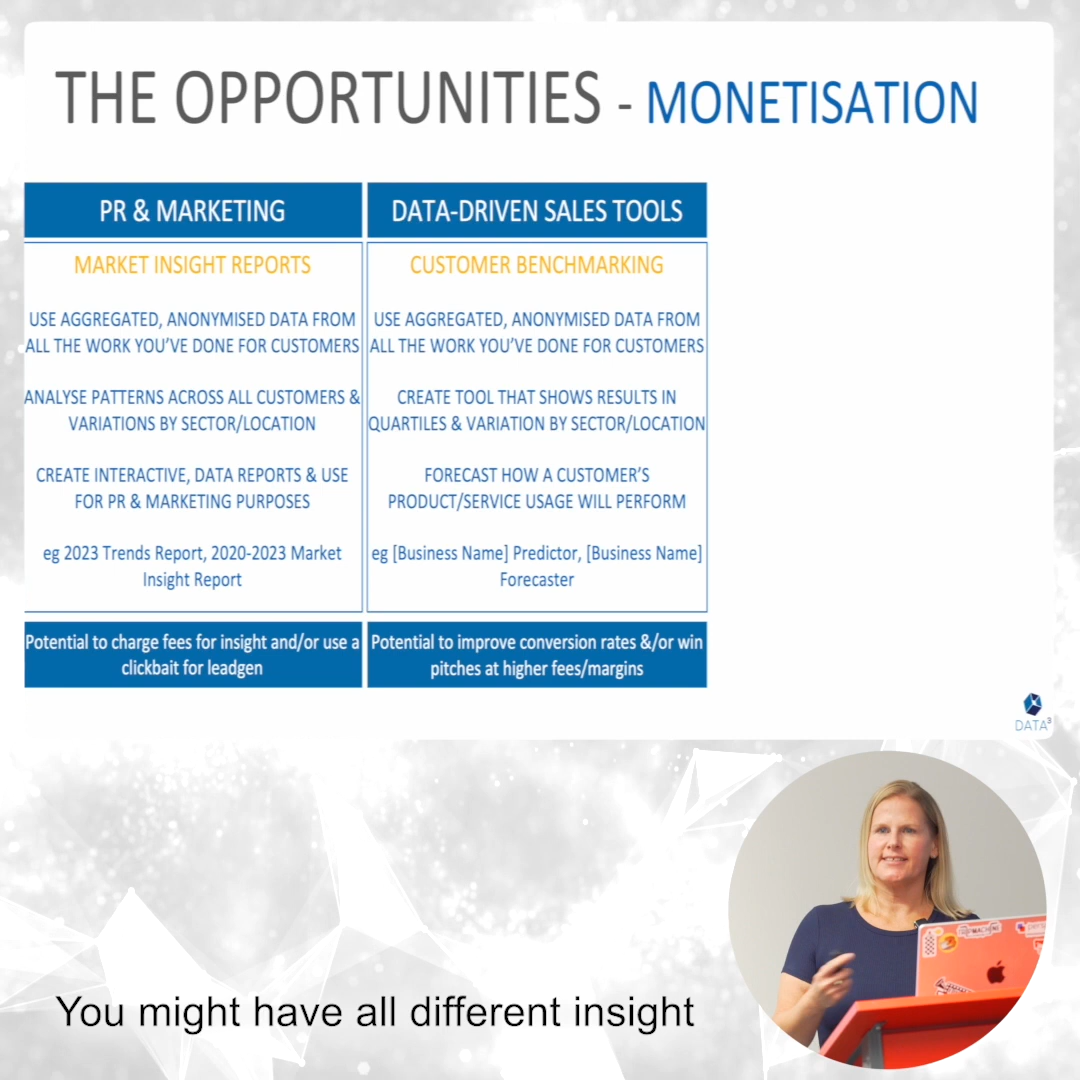 THE OPPORTUNITIES - MONETISATION
PR & MARKETING
MARKET INSIGHT REPORTS
USE AGGREGATED, ANONYMISED DATA FROM
ALL THE WORK YOU'VE DONE FOR CUSTOMERS
ANALYSE PATTERNS ACROSS ALL CUSTOMERS &
VARIATIONS BY SECTOR/LOCATION
CREATE INTERACTIVE, DATA REPORTS & USE
FOR PR & MARKETING PURPOSES
eg 2023 Trends Report, 2020-2023 Market
Insight Report
Potential to charge fees for insight and/or use a
clickbait for leadgen
DATA-DRIVEN SALES TOOLS
CUSTOMER BENCHMARKING
USE AGGREGATED, ANONYMISED DATA FROM
ALL THE WORK YOU'VE DONE FOR CUSTOMERS
CREATE TOOL THAT SHOWS RESULTS IN
QUARTILES & VARIATION BY SECTOR/LOCATION
FORECAST HOW A CUSTOMER'S
PRODUCT/SERVICE USAGE WILL PERFORM
eg [Business Name] Predictor, [Business Name]
Forecaster
Potential to improve conversion rates &/or win
pitches at higher fees/margins
DATA³
You might have all different insight